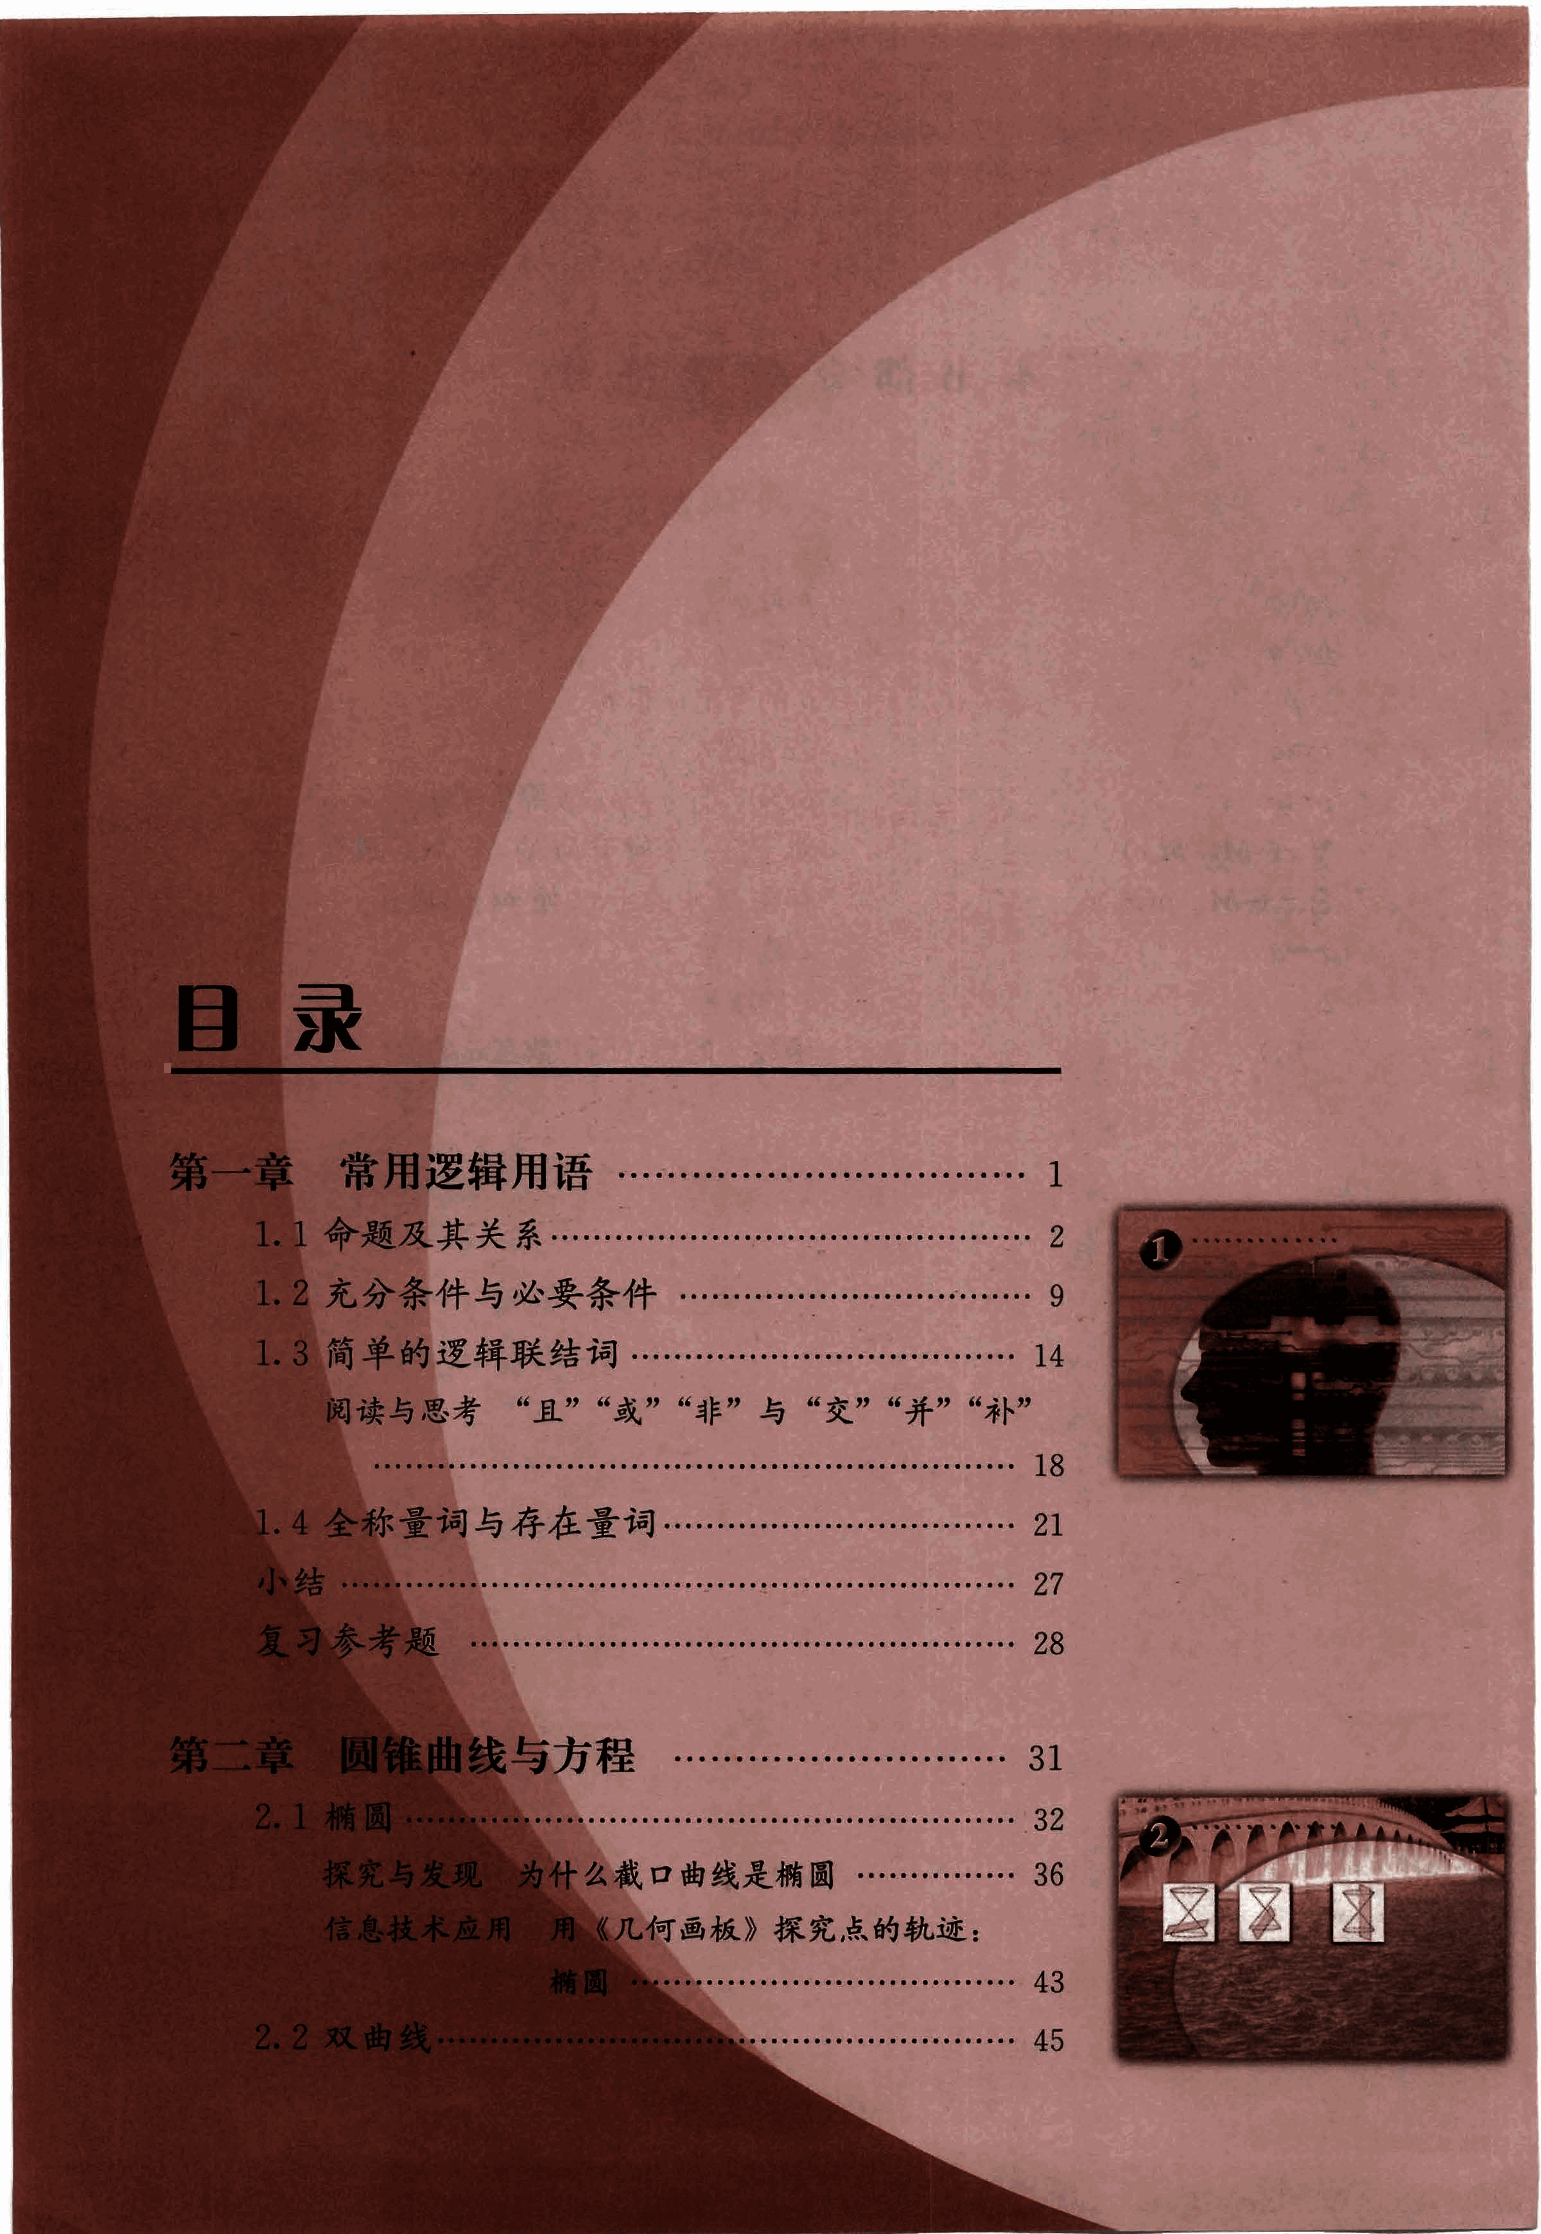 目 录
第一章 常用逻辑用语 ……………………………… 1
1.1 命题及其关系 ……………………………… 2
1.2 充分条件与必要条件 ……………………………… 9
1.3 简单的逻辑联结词 ……………………………… 14
阅读与思考 “且”“或”“非”与“交”“并”“补”
……………………………… 18
1.4 全称量词与存在量词 ……………………………… 21
小结 ……………………………… 27
复习参考题 ……………………………… 28
1
第二章 圆锥曲线与方程 ……………………………… 31
2.1 椭圆 ……………………………… 32
探究与发现 为什么截口曲线是椭圆 ……………… 36
信息技术应用 用《几何画板》探究点的轨迹：
椭圆 ……………………………… 43
2.2 双曲线 ……………………………… 45
2